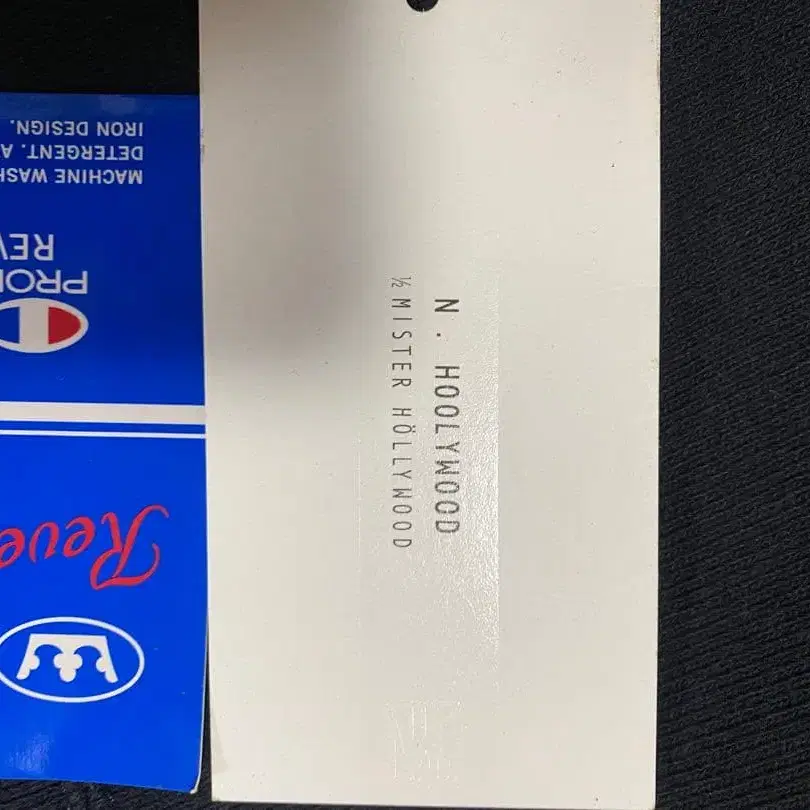 N. HOOLYWOOD
½ MISTER HÖLLYWOOD
Reve
PRO
REV
MACHINE WASH
DETERGENT. A
IRON DESIGN.